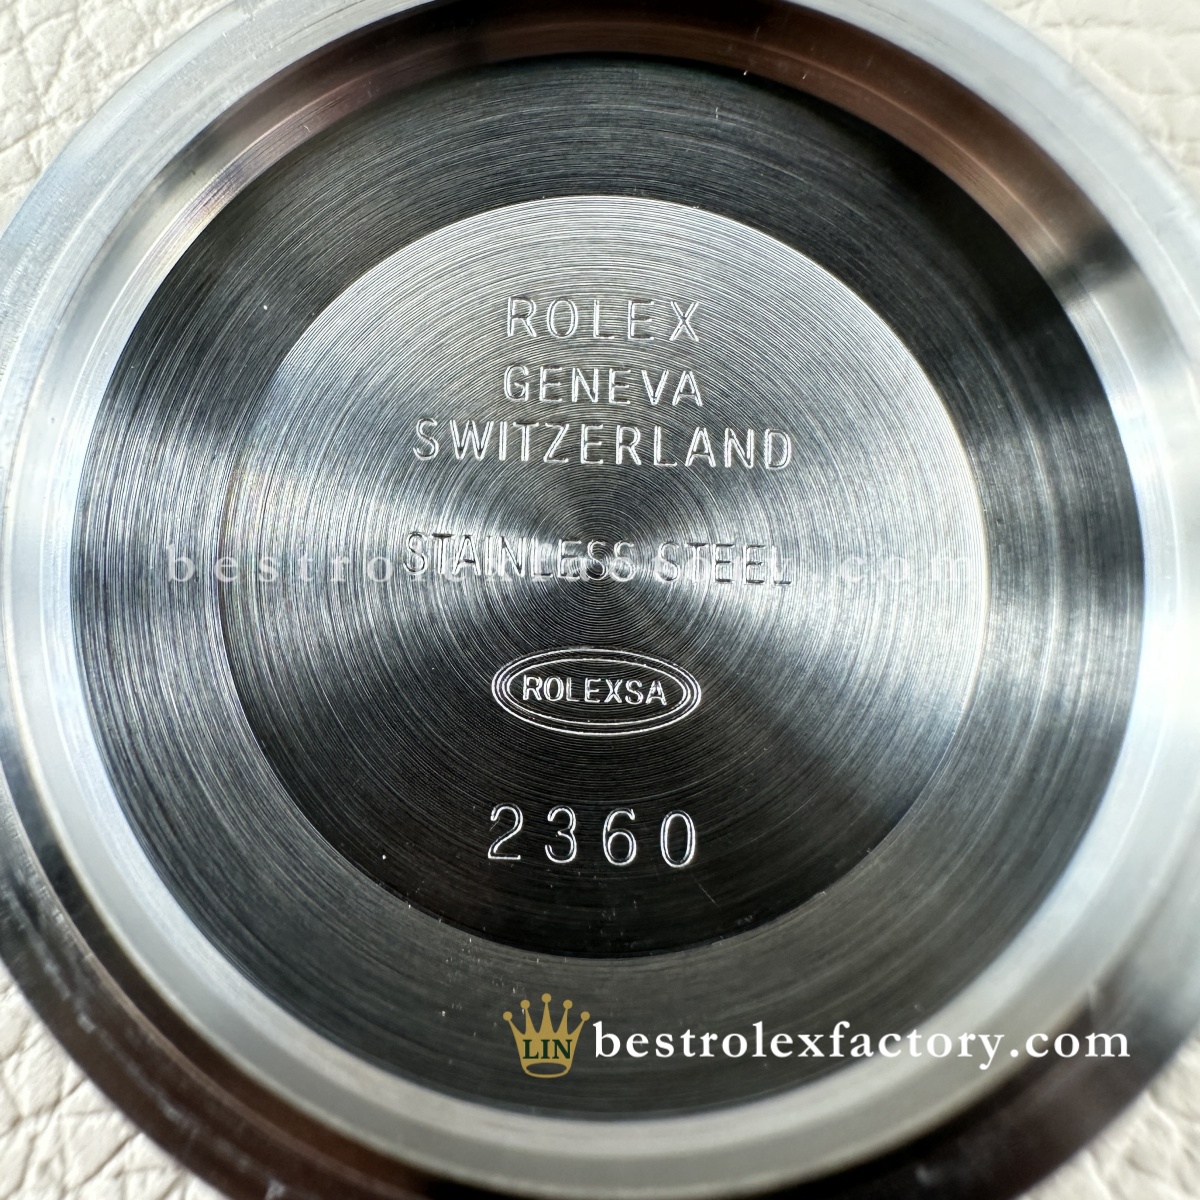 ROLEX
GENEVA
SWITZERLAND
STAINLESS STEEL
bestrolexfactory.com
ROLEXSA
2360
LIN
bestrolexfactory.com